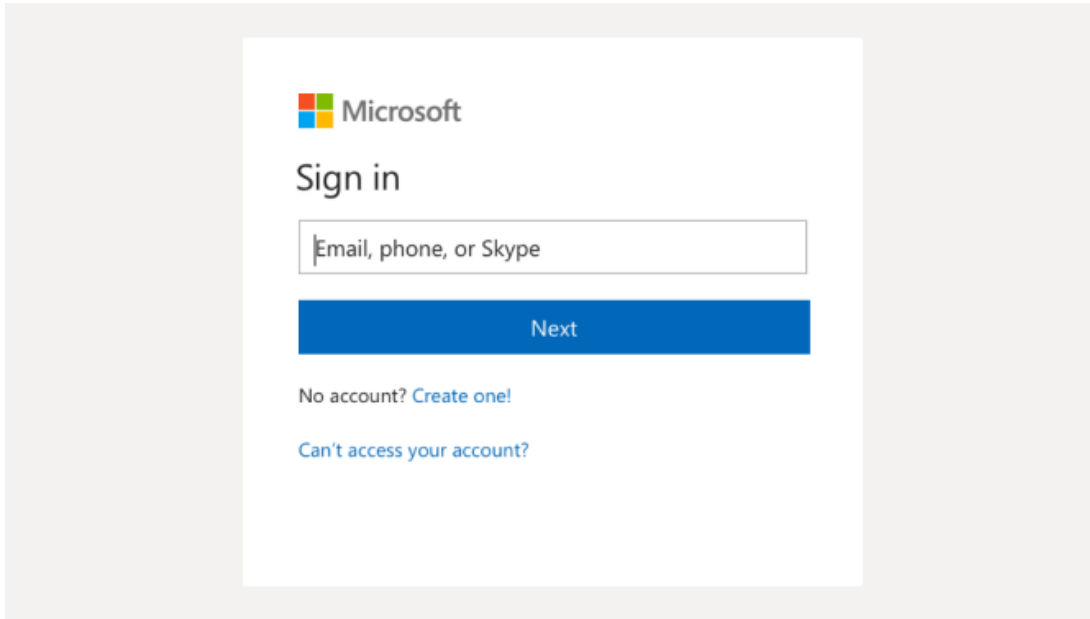 Microsoft
Sign in
Email, phone, or Skype
Next
No account? Create one!
Can't access your account?